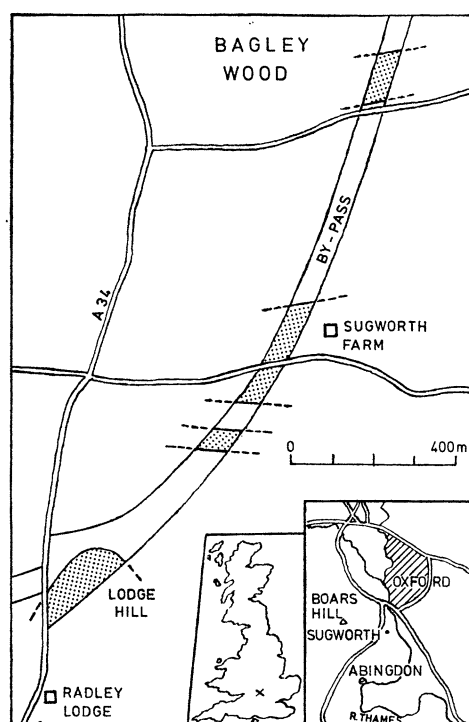 BAGLEY
WOOD
BY-PASS
A34
SUGWORTH
FARM
0 400m
LODGE
HILL
RADLEY
LODGE
OXFORD
BOARS
HILL
SUGWORTH
ABINGDON
R.THAMES